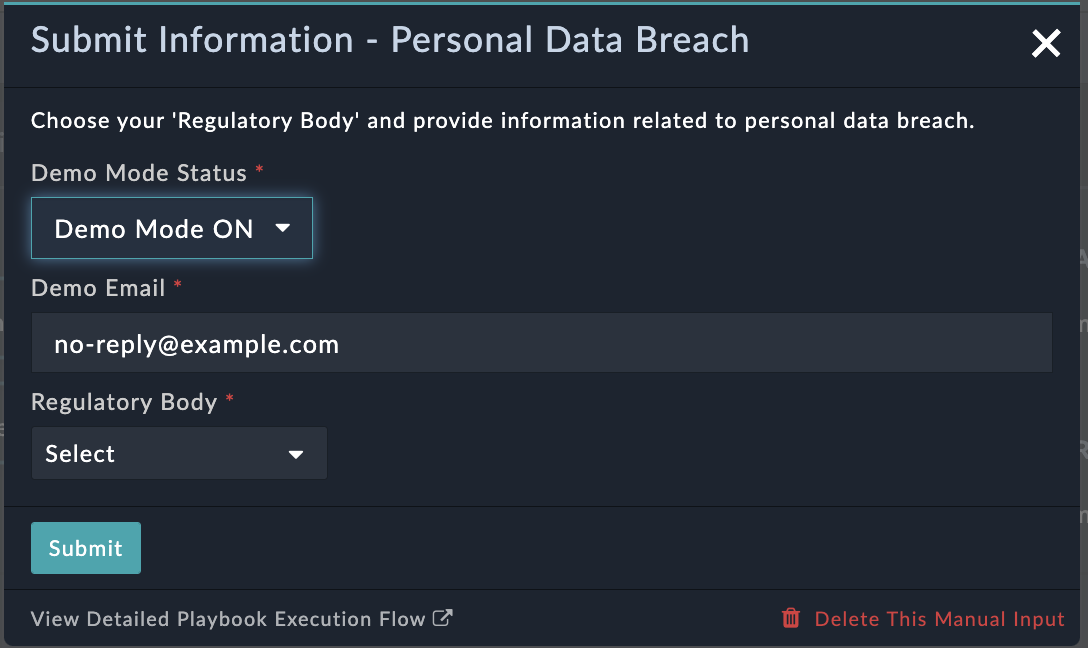 Submit Information - Personal Data Breach
Choose your 'Regulatory Body' and provide information related to personal data breach.
Demo Mode Status *
Demo Mode ON
Demo Email *
no-reply@example.com
Regulatory Body *
Select
Submit
View Detailed Playbook Execution Flow
Delete This Manual Input